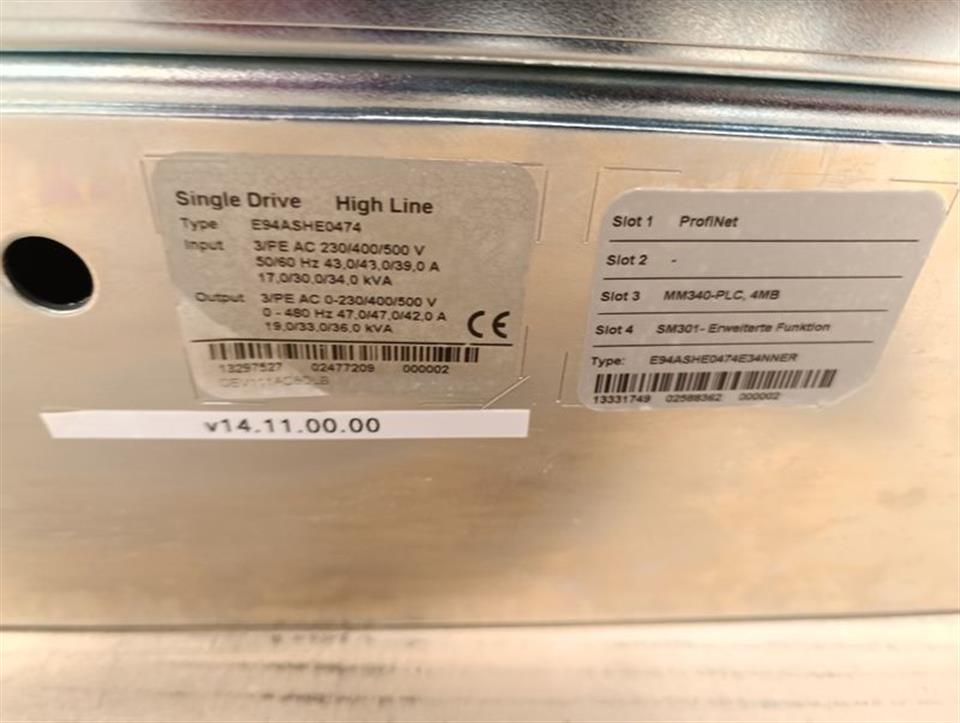 Single Drive High Line
Type E94ASHE0474
Input 3/PE AC 230/400/500 V
50/60 Hz 43,0/43,0/39,0 A
17,0/30,0/34,0 kVA
Output 3/PE AC 0-230/400/500 V
0 - 480 Hz 47,0/47,0/42,0 A
19,0/33,0/36,0 kVA
CE
13297527 02477209 000002
v14.11.00.00
Slot 1 ProfiNet
Slot 2 -
Slot 3 MM340-PLC, 4MB
Slot 4 SM301- Erweiterte Funktion
Type: E94ASHE0474E34NNER
13331749 02588362 000002